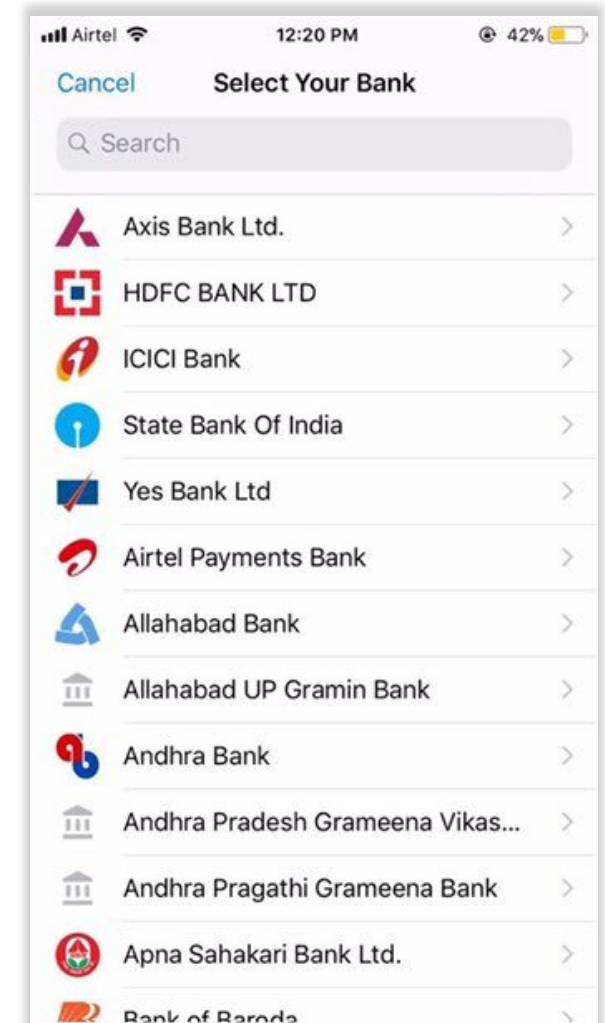 Airtel 12:20 PM 42%
Cancel Select Your Bank
Search
Axis Bank Ltd.
HDFC BANK LTD
ICICI Bank
State Bank Of India
Yes Bank Ltd
Airtel Payments Bank
Allahabad Bank
Allahabad UP Gramin Bank
Andhra Bank
Andhra Pradesh Grameena Vikas...
Andhra Pragathi Grameena Bank
Apna Sahakari Bank Ltd.
Bank of Baroda